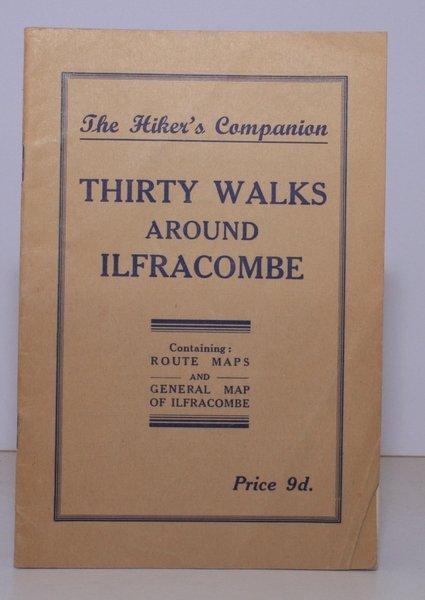 The Hiker's Companion
THIRTY WALKS
AROUND
ILFRACOMBE
Containing:
ROUTE MAPS
AND
GENERAL MAP
OF ILFRACOMBE
Price 9d.